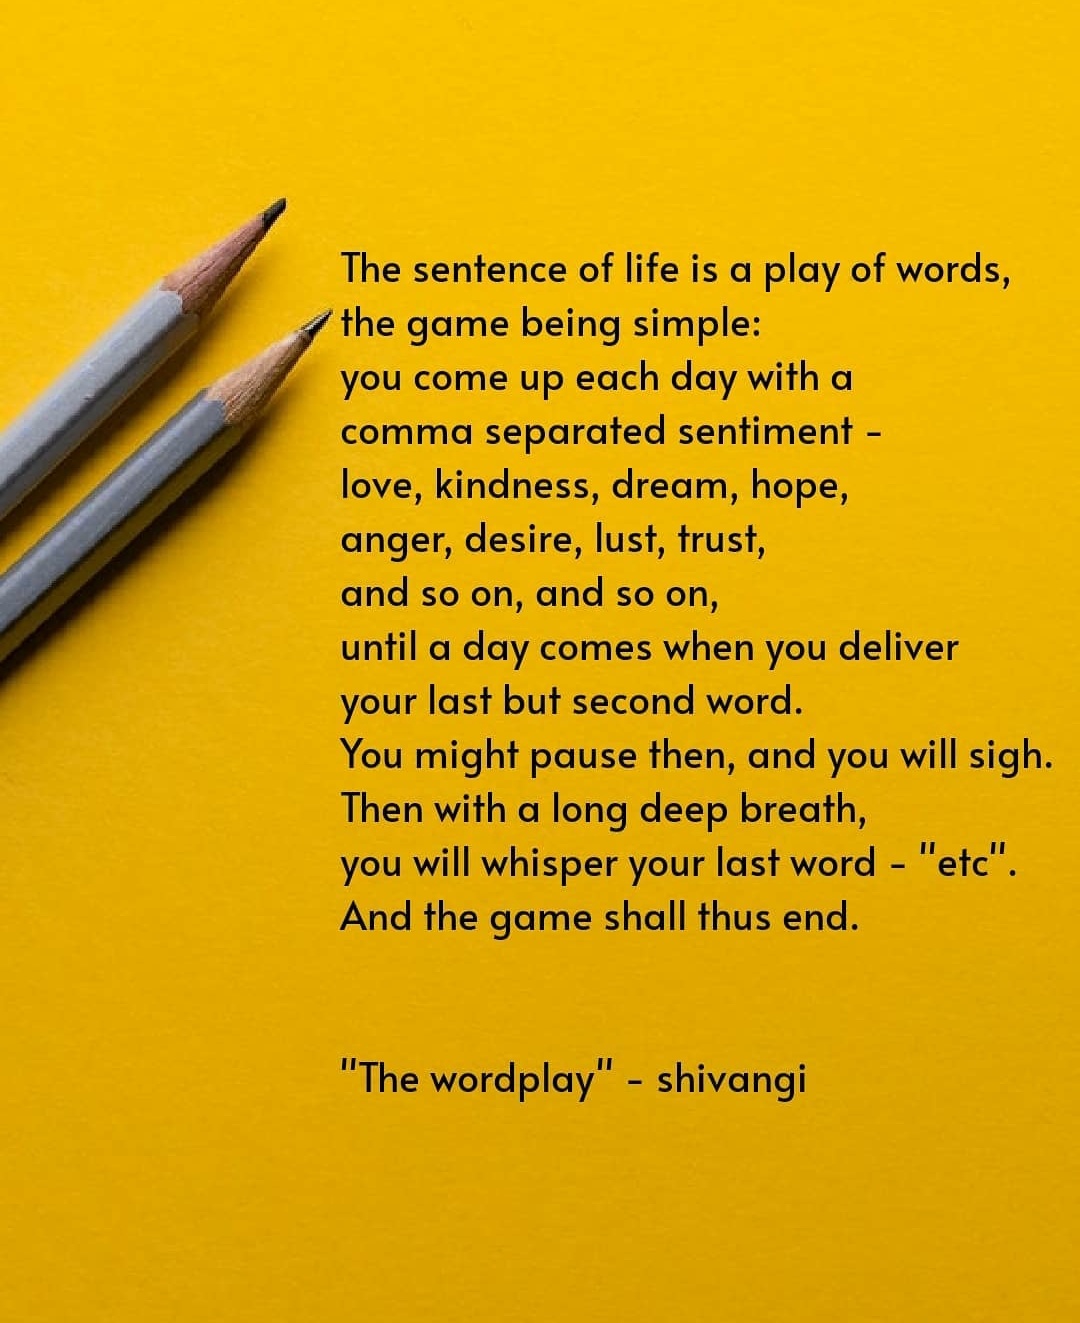 The sentence of life is a play of words,
the game being simple:
you come up each day with a
comma separated sentiment -
love, kindness, dream, hope,
anger, desire, lust, trust,
and so on, and so on,
until a day comes when you deliver
your last but second word.
You might pause then, and you will sigh.
Then with a long deep breath,
you will whisper your last word - "etc".
And the game shall thus end.
"The wordplay" - shivangi